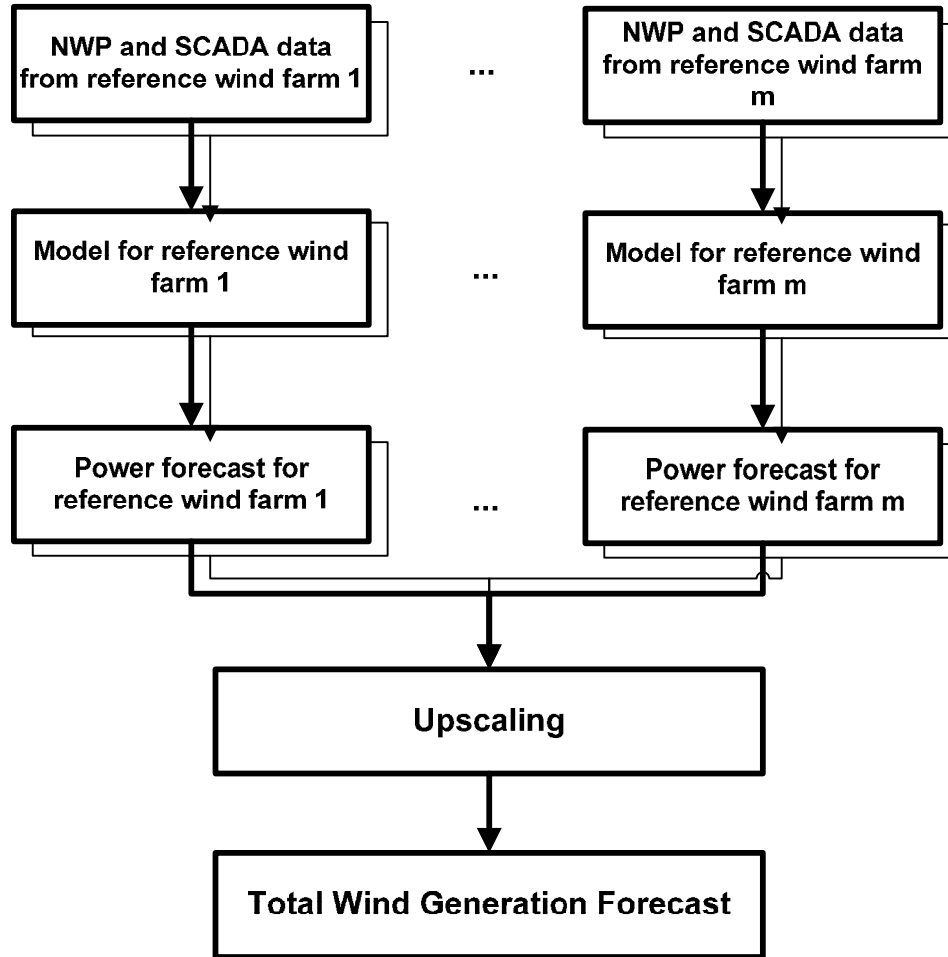 NWP and SCADA data
from reference wind farm 1
...
NWP and SCADA data
from reference wind farm
m
Model for reference wind
farm 1
...
Model for reference wind
farm m
Power forecast for
reference wind farm 1
...
Power forecast for
reference wind farm m
Upscaling
Total Wind Generation Forecast